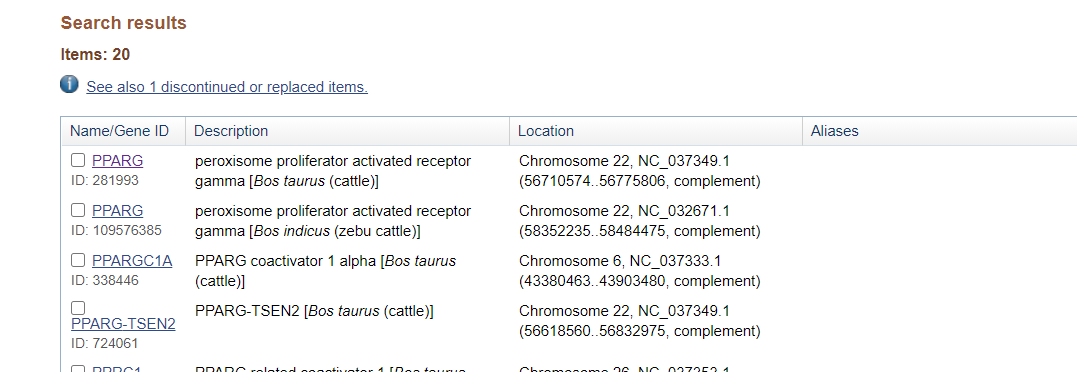 Search results
Items: 20
See also 1 discontinued or replaced items.
Name/Gene ID Description Location Aliases
PPARG peroxisome proliferator activated receptor Chromosome 22, NC_037349.1
ID: 281993 gamma [Bos taurus (cattle)] (56710574..56775806, complement)
PPARG peroxisome proliferator activated receptor Chromosome 22, NC_032671.1
ID: 109576385 gamma [Bos indicus (zebu cattle)] (58352235..58484475, complement)
PPARGC1A PPARG coactivator 1 alpha [Bos taurus Chromosome 6, NC_037333.1
ID: 338446 (cattle)] (43380463..43903480, complement)
PPARG-TSEN2 PPARG-TSEN2 [Bos taurus (cattle)] Chromosome 22, NC_037349.1
ID: 724061 (56618560..56832975, complement)
PPRC1 PPARG related coactivator 1 [Bos taurus Chromosome 26, NC_037353.1